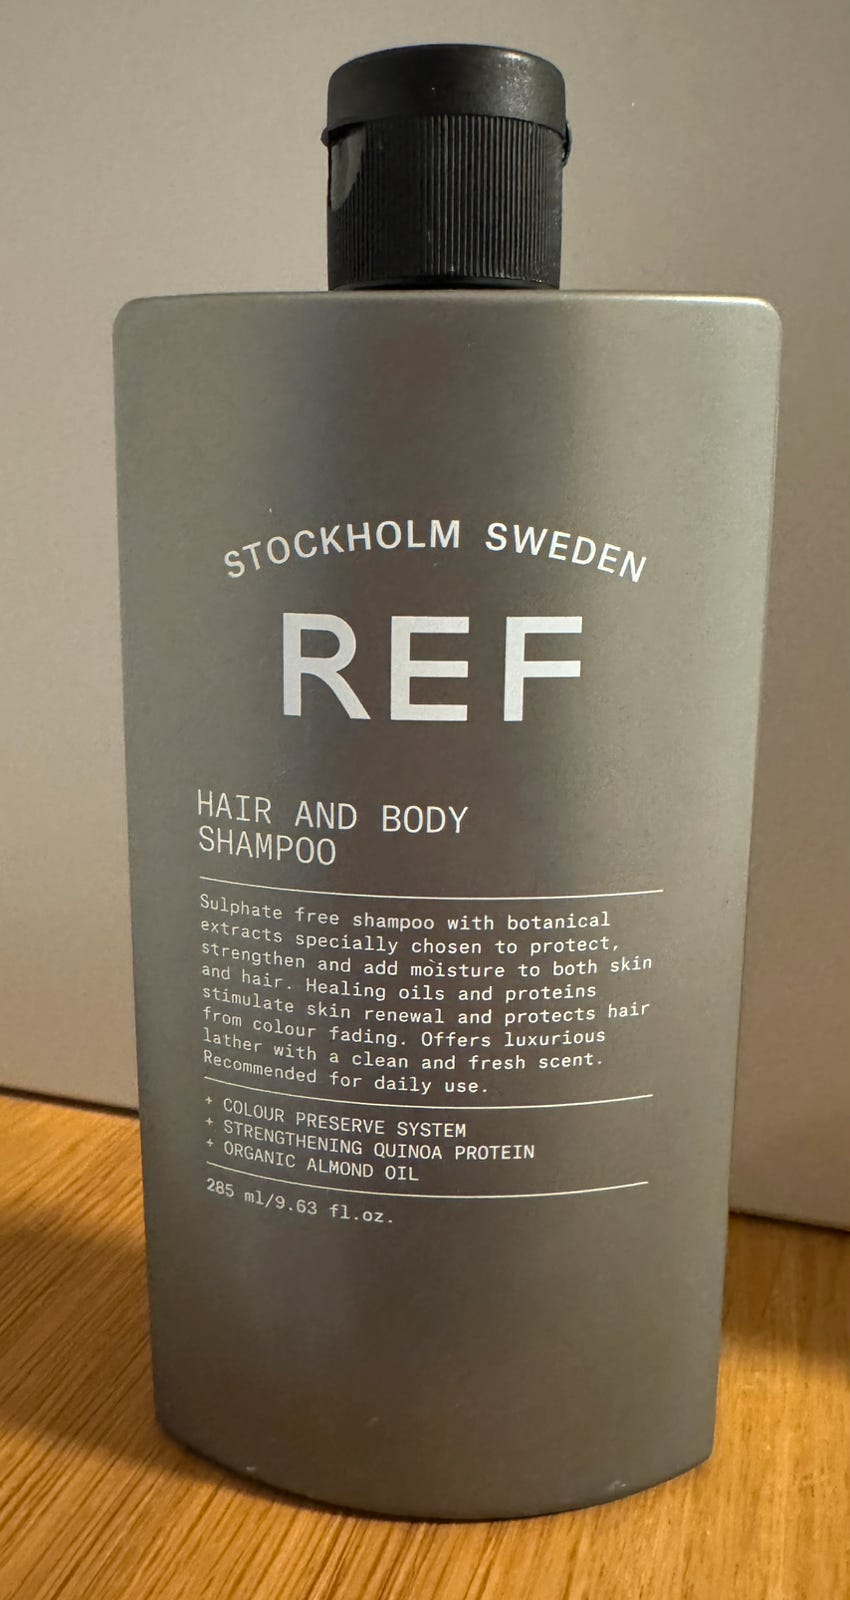 STOCKHOLM SWEDEN
REF
HAIR AND BODY
SHAMPOO
Sulphate free shampoo with botanical
extracts specially chosen to protect,
strengthen and add moisture to both skin
and hair. Healing oils and proteins
stimulate skin renewal and protects hair
from colour fading. Offers luxurious
lather with a clean and fresh scent.
Recommended for daily use.
+ COLOUR PRESERVE SYSTEM
+ STRENGTHENING QUINOA PROTEIN
+ ORGANIC ALMOND OIL
285 ml/9.63 fl.oz.